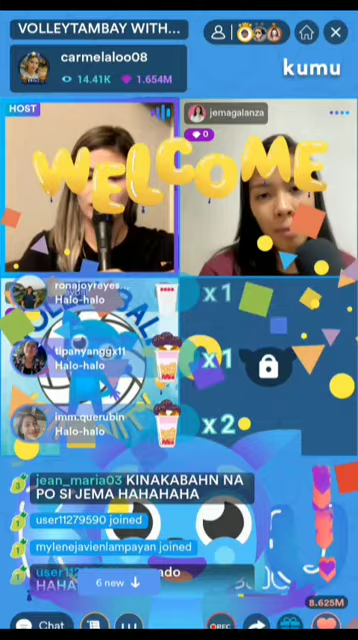 VOLLEYTAMBAY WITH...
carmelaloo08
14.41K 1.654M
kumu
HOST
jemagalanza
0
WELCOME
ronajoyreyes...
Halo-halo
x1
tipanyanggx11
Halo-halo
x1
imm.querubin
Halo-halo
x2
jean_maria03 KINAKABAHN NA
PO SI JEMA HAHAHAHA
user11279590 joined
mylenejavienlampayan joined
6 new
8.625M
Chat
REC